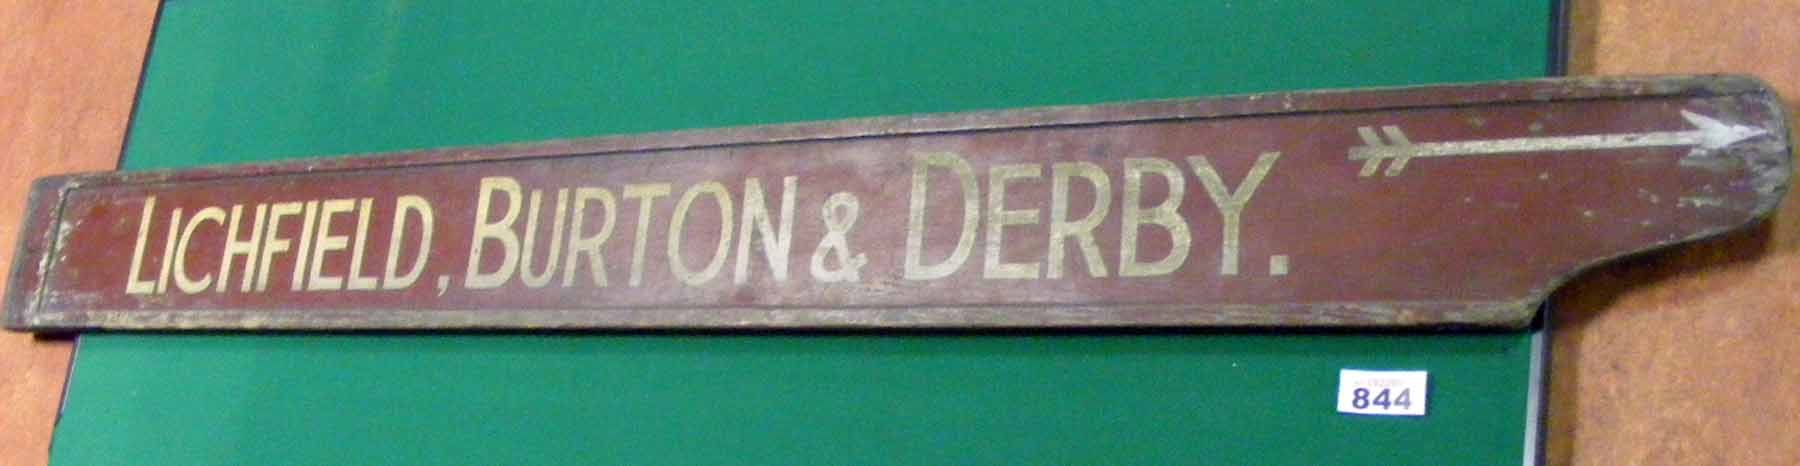 LICHFIELD, BURTON & DERBY.
844